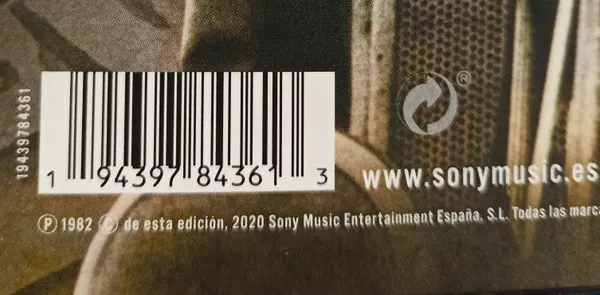 19439784361
1 94397 84361 3
®
www.sonymusic.es
Ⓟ 1982 Ⓒ de esta edición, 2020 Sony Music Entertainment España, S.L. Todas las marca